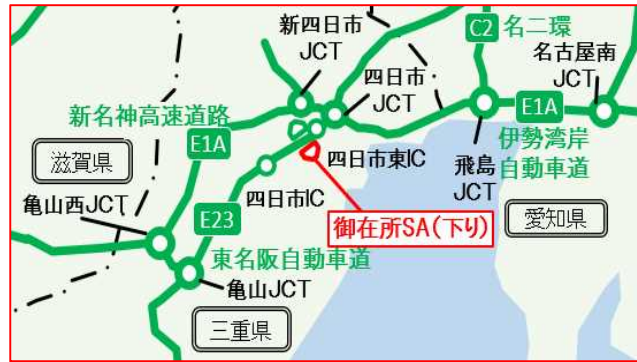 新四日市
JCT
C2
名二環
名古屋南
JCT
四日市
JCT
新名神高速道路
E1A
E1A
伊勢湾岸
自動車道
飛島
JCT
四日市東IC
滋賀県
四日市IC
亀山西JCT
E23
御在所SA(下り)
愛知県
東名阪自動車道
亀山JCT
三重県